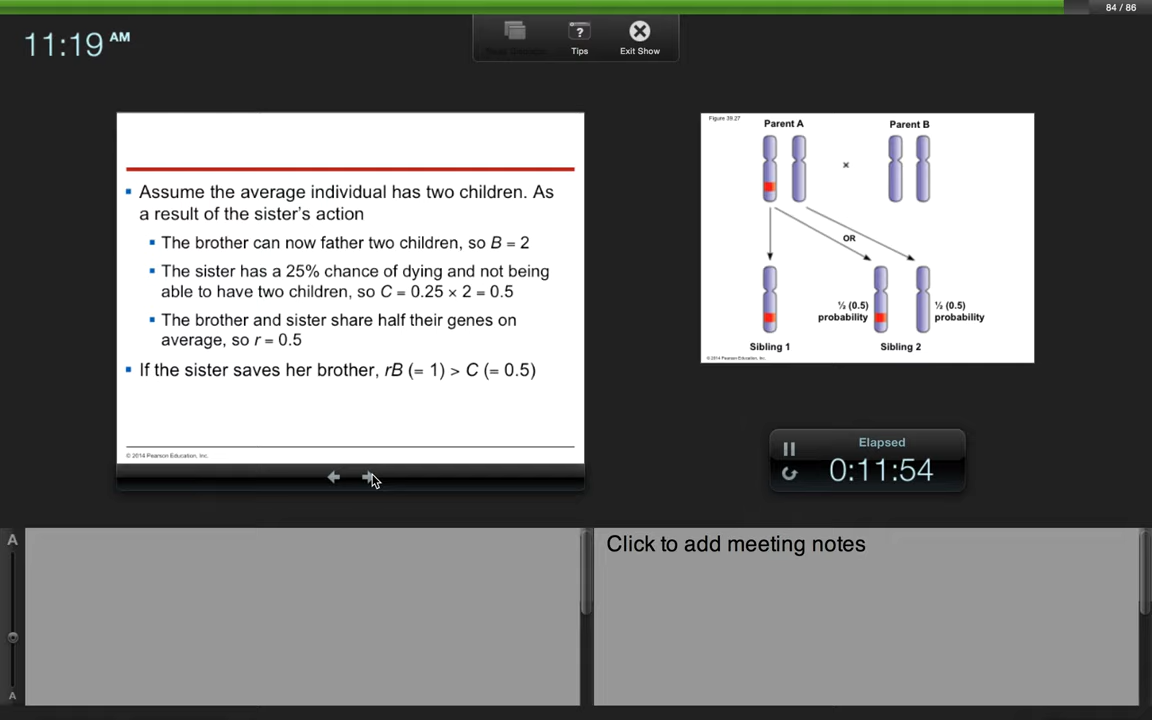 84 / 86
11:19 AM
Tips
Exit Show
Assume the average individual has two children. As
a result of the sister's action
The brother can now father two children, so B = 2
The sister has a 25% chance of dying and not being
able to have two children, so C = 0.25 × 2 = 0.5
The brother and sister share half their genes on
average, so r = 0.5
If the sister saves her brother, rB (= 1) > C (= 0.5)
© 2014 Pearson Education, Inc.
Figure 39.27
Parent A
Parent B
×
OR
½ (0.5)
probability
½ (0.5)
probability
Sibling 1
Sibling 2
© 2014 Pearson Education, Inc.
Elapsed
0:11:54
A
A
Click to add meeting notes